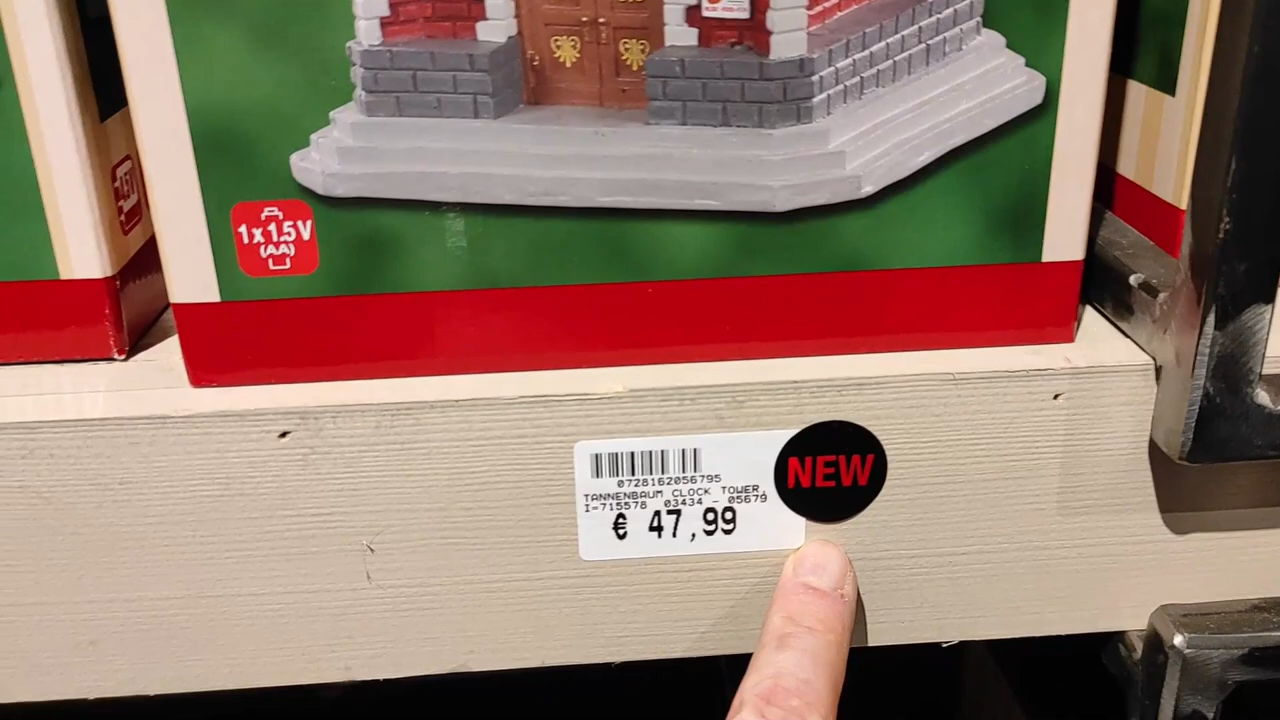 1x1.5V
(AA)
0728162056795
TANNENBAUM CLOCK TOWER,
I=715578 03434 - 05679
€ 47,99
NEW